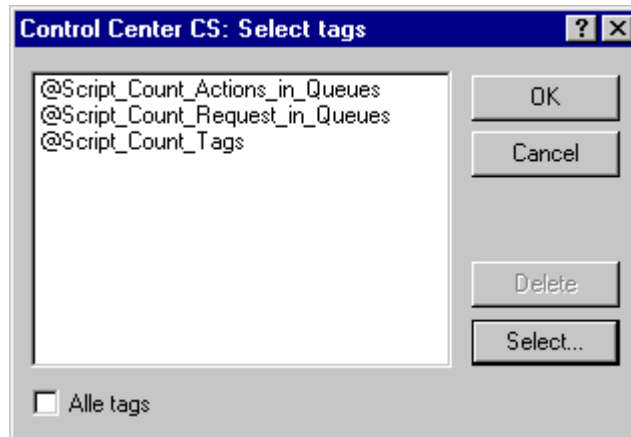 Control Center CS: Select tags
@Script_Count_Actions_in_Queues
@Script_Count_Request_in_Queues
@Script_Count_Tags
OK
Cancel
Delete
Select...
Alle tags